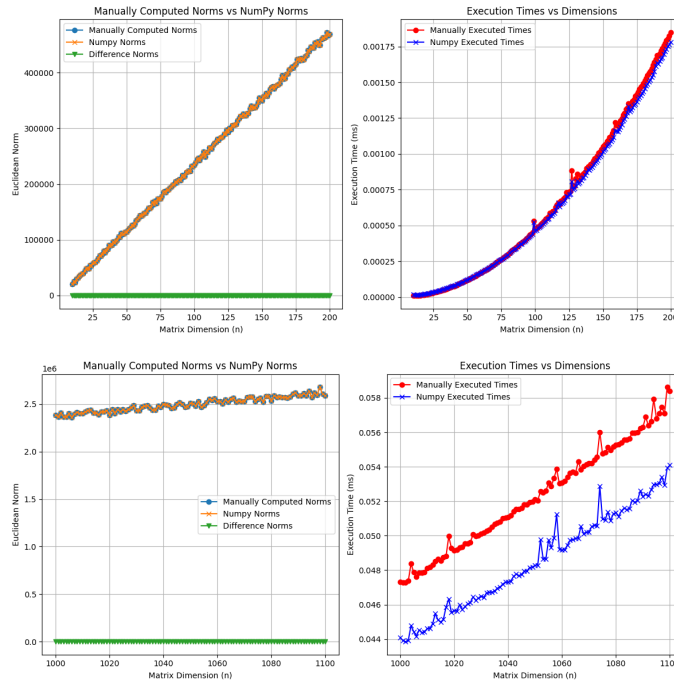 Manually Computed Norms vs NumPy Norms
Manually Computed Norms
Numpy Norms
Difference Norms
Euclidean Norm
400000
300000
200000
100000
0
25 50 75 100 125 150 175 200
Matrix Dimension (n)
Execution Times vs Dimensions
Manually Executed Times
Numpy Executed Times
Execution Time (ms)
0.00175
0.00150
0.00125
0.00100
0.00075
0.00050
0.00025
0.00000
25 50 75 100 125 150 175 200
Matrix Dimension (n)
Manually Computed Norms vs NumPy Norms
1e6
Euclidean Norm
2.5
2.0
1.5
1.0
0.5
0.0
Manually Computed Norms
Numpy Norms
Difference Norms
1000 1020 1040 1060 1080 1100
Matrix Dimension (n)
Execution Times vs Dimensions
Manually Executed Times
Numpy Executed Times
Execution Time (ms)
0.058
0.056
0.054
0.052
0.050
0.048
0.046
0.044
1000 1020 1040 1060 1080
Matrix Dimension (n)